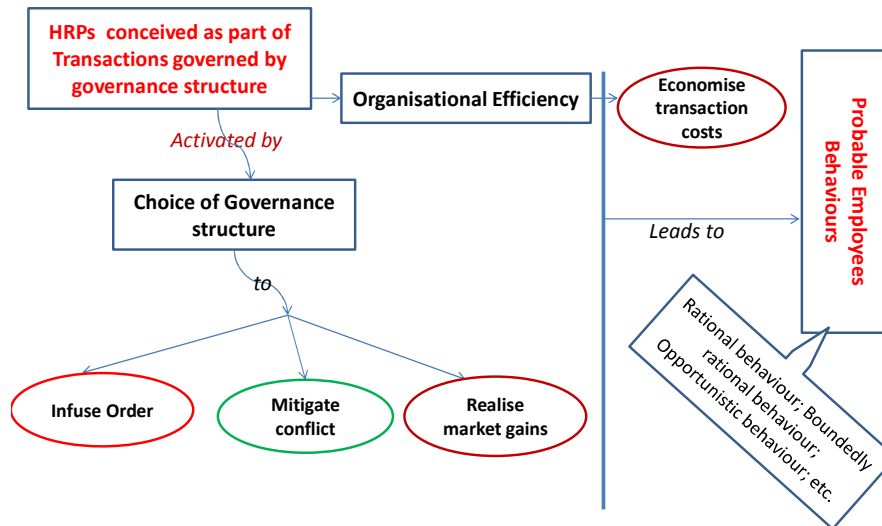 HRPs conceived as part of
Transactions governed by
governance structure
Organisational Efficiency
Economise
transaction
costs
Probable Employees
Behaviours
Activated by
Choice of Governance
structure
Leads to
to
Rational behaviour; Boundedly
rational behaviour;
Opportunistic behaviour; etc.
Infuse Order
Mitigate
conflict
Realise
market gains